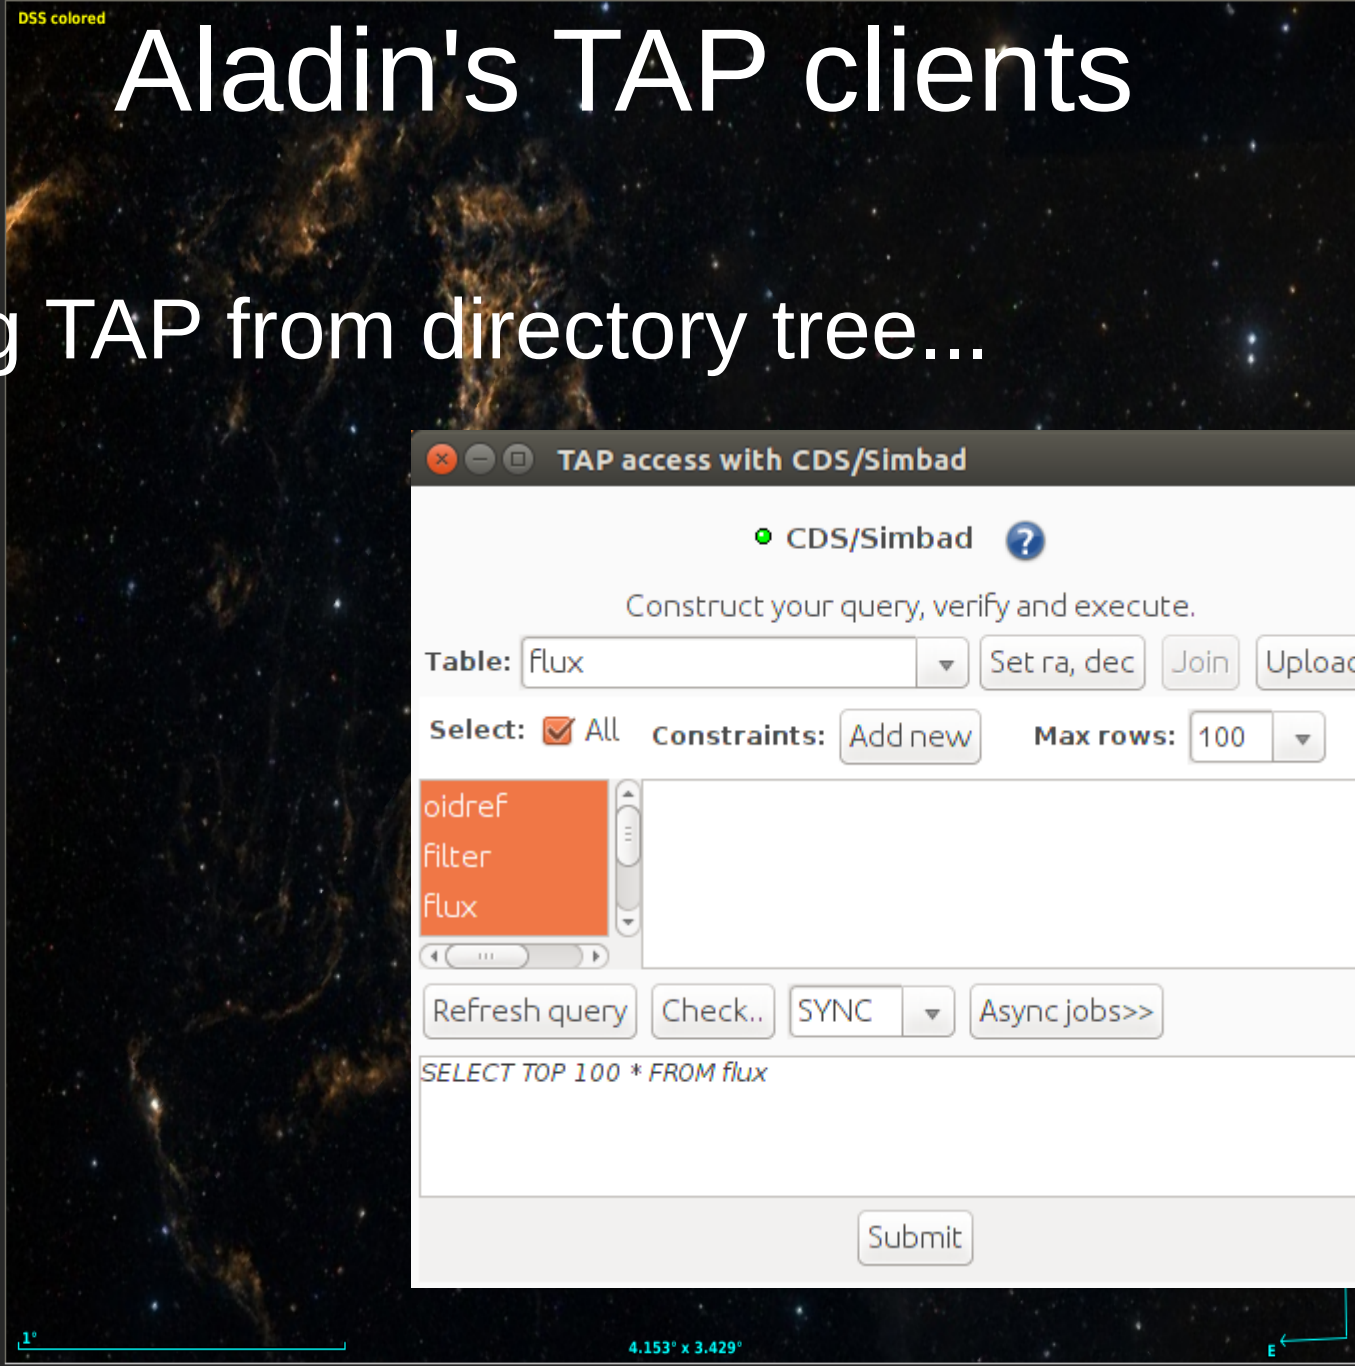 DSS colored
Aladin's TAP clients
g TAP from directory tree...
TAP access with CDS/Simbad
CDS/Simbad ?
Construct your query, verify and execute.
Table: flux Set ra, dec Join Upload
Select: All Constraints: Add new Max rows: 100
oidref
filter
flux
Refresh query Check.. SYNC Async jobs>>
SELECT TOP 100 * FROM flux
Submit
1°
4.153° x 3.429°
E